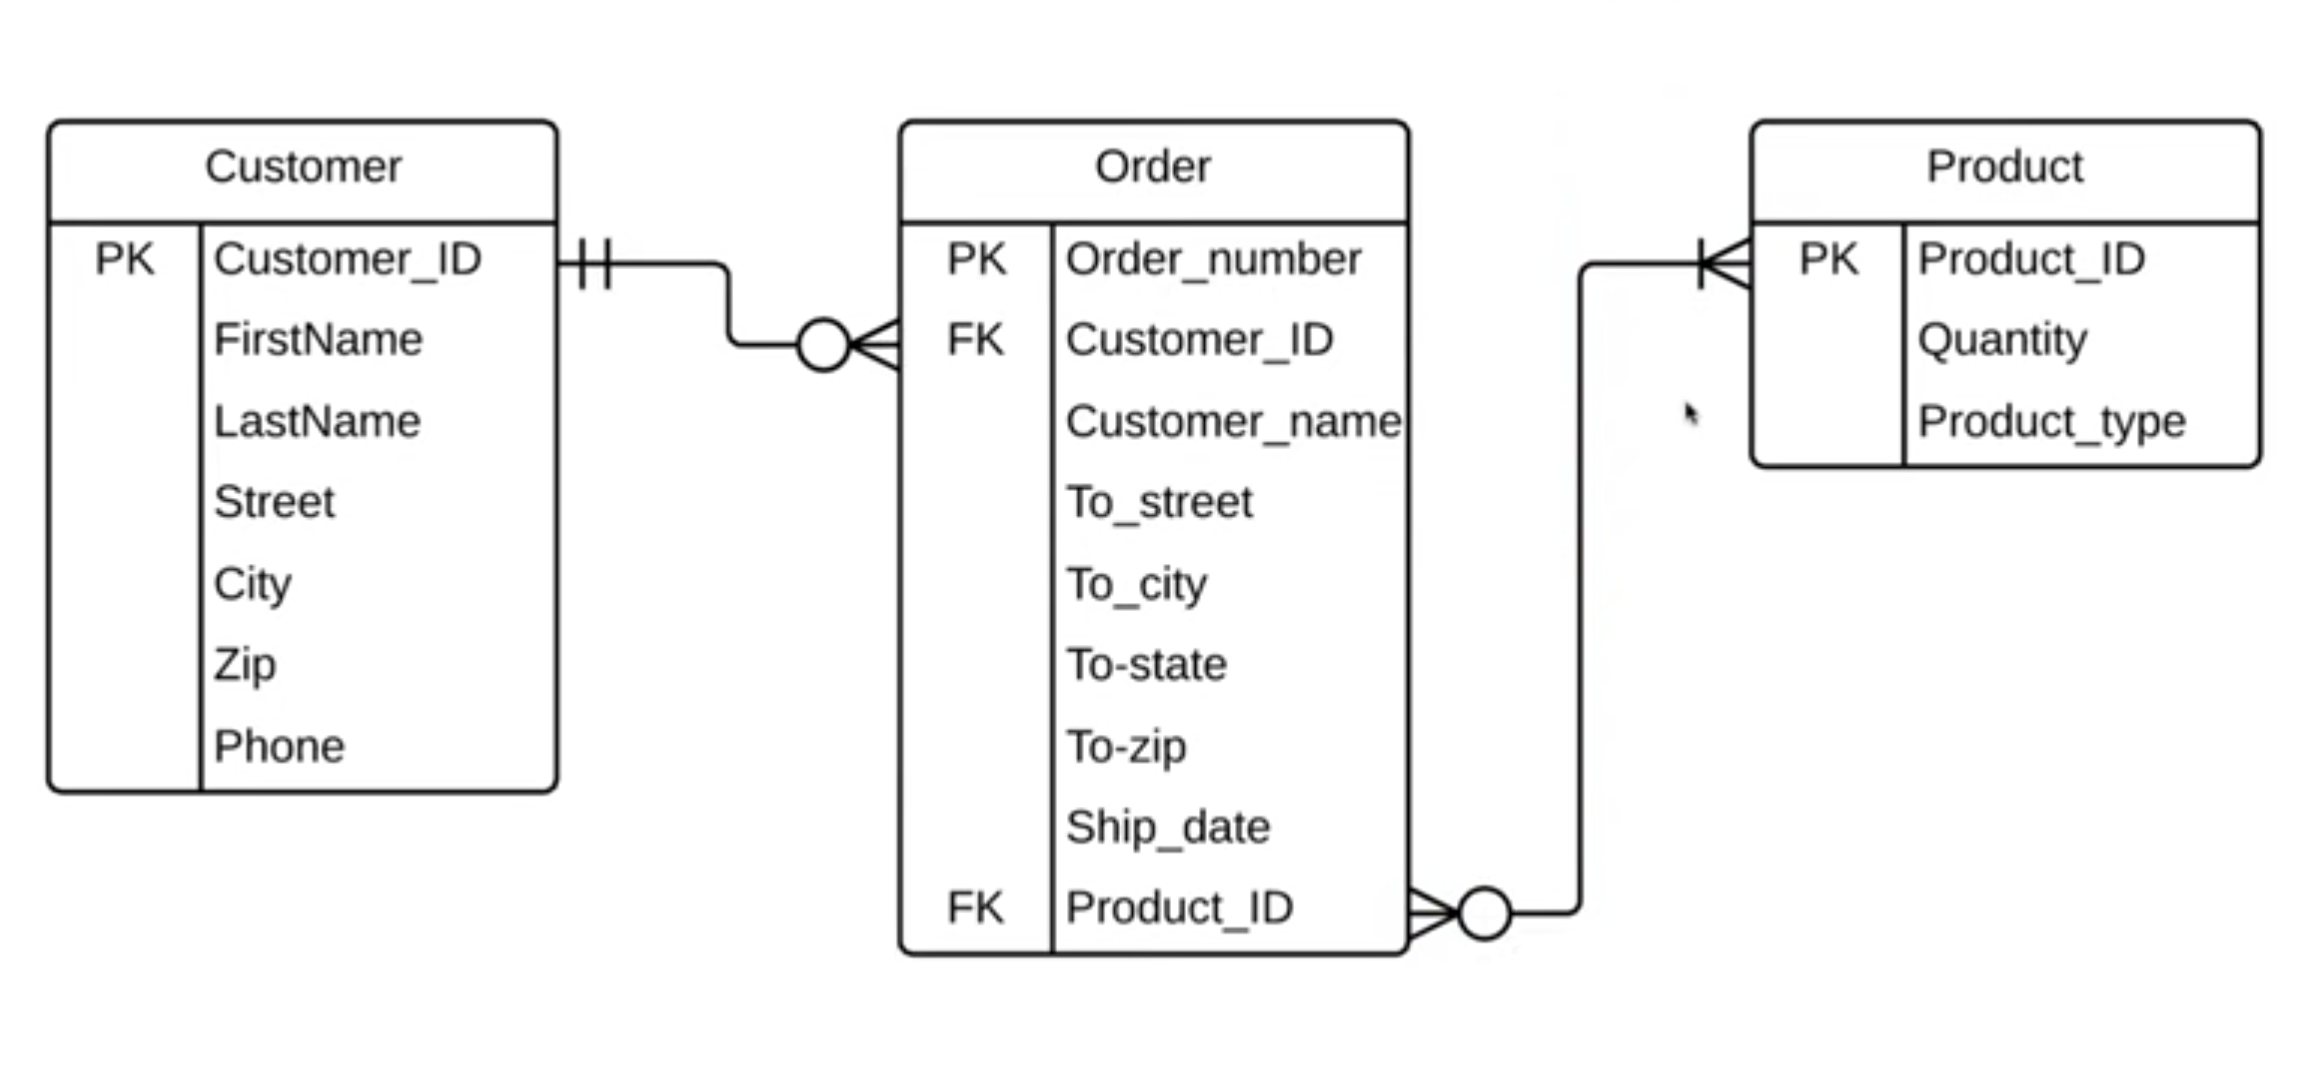 Customer
PK Customer_ID
FirstName
LastName
Street
City
Zip
Phone
Order
PK Order_number
FK Customer_ID
Customer_name
To_street
To_city
To-state
To-zip
Ship_date
FK Product_ID
Product
PK Product_ID
Quantity
Product_type